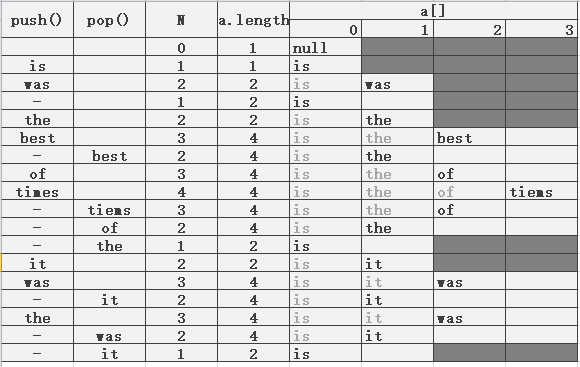 push() pop() N a.length a[]
0 1 2 3
0 1 null
is 1 1 is
was 2 2 is was
- 1 2 is
the 2 2 is the
best 3 4 is the best
- best 2 4 is the
of 3 4 is the of
times 4 4 is the of tiems
- tiems 3 4 is the of
- of 2 4 is the
- the 1 2 is
it 2 2 is it
was 3 4 is it was
- it 2 4 is it
the 3 4 is it was
- was 2 4 is it
- it 1 2 is